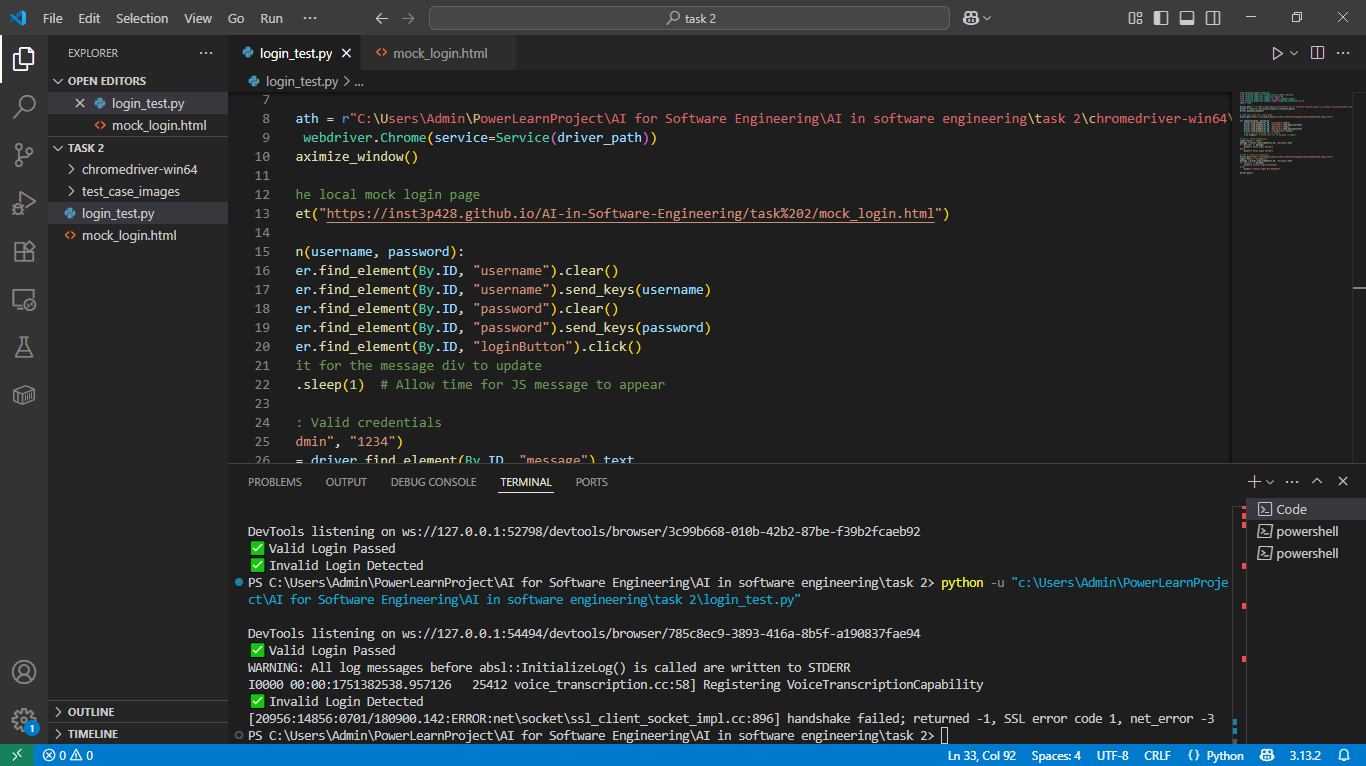 File Edit Selection View Go Run ···
task 2
EXPLORER ···
OPEN EDITORS
login_test.py
mock_login.html
TASK 2
chromedriver-win64
test_case_images
login_test.py
mock_login.html
OUTLINE
TIMELINE
login_test.py
mock_login.html
login_test.py > ...
7
8 ath = r"C:\Users\Admin\PowerLearnProject\AI for Software Engineering\AI in software engineering\task 2\chromedriver-win64\
9 webdriver.Chrome(service=Service(driver_path))
10 aximize_window()
11
12 he local mock login page
13 et("https://inst3p428.github.io/AI-in-Software-Engineering/task%202/mock_login.html")
14
15 n(username, password):
16 er.find_element(By.ID, "username").clear()
17 er.find_element(By.ID, "username").send_keys(username)
18 er.find_element(By.ID, "password").clear()
19 er.find_element(By.ID, "password").send_keys(password)
20 er.find_element(By.ID, "loginButton").click()
21 it for the message div to update
22 .sleep(1)  # Allow time for JS message to appear
23
24 : Valid credentials
25 dmin", "1234")
26 = driver.find_element(By.ID, "message").text
PROBLEMS OUTPUT DEBUG CONSOLE TERMINAL PORTS
DevTools listening on ws://127.0.0.1:52798/devtools/browser/3c99b668-010b-42b2-87be-f39b2fcaeb92
✅ Valid Login Passed
✅ Invalid Login Detected
PS C:\Users\Admin\PowerLearnProject\AI for Software Engineering\AI in software engineering\task 2> python -u "c:\Users\Admin\PowerLearnProje
ct\AI for Software Engineering\AI in software engineering\task 2\login_test.py"
DevTools listening on ws://127.0.0.1:54494/devtools/browser/785c8ec9-3893-416a-8b5f-a190837fae94
✅ Valid Login Passed
WARNING: All log messages before absl::InitializeLog() is called are written to STDERR
I0000 00:00:1751382538.957126   25412 voice_transcription.cc:58] Registering VoiceTranscriptionCapability
✅ Invalid Login Detected
[20956:14856:0701/180900.142:ERROR:net\socket\ssl_client_socket_impl.cc:896] handshake failed; returned -1, SSL error code 1, net_error -3
PS C:\Users\Admin\PowerLearnProject\AI for Software Engineering\AI in software engineering\task 2>
Code
powershell
powershell
1
0 0 Ln 33, Col 92 Spaces: 4 UTF-8 CRLF {} Python 3.13.2